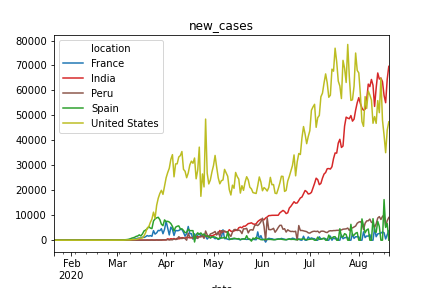 new_cases
80000
70000
60000
50000
40000
30000
20000
10000
0
location
France
India
Peru
Spain
United States
Feb Mar Apr May Jun Jul Aug
2020
date